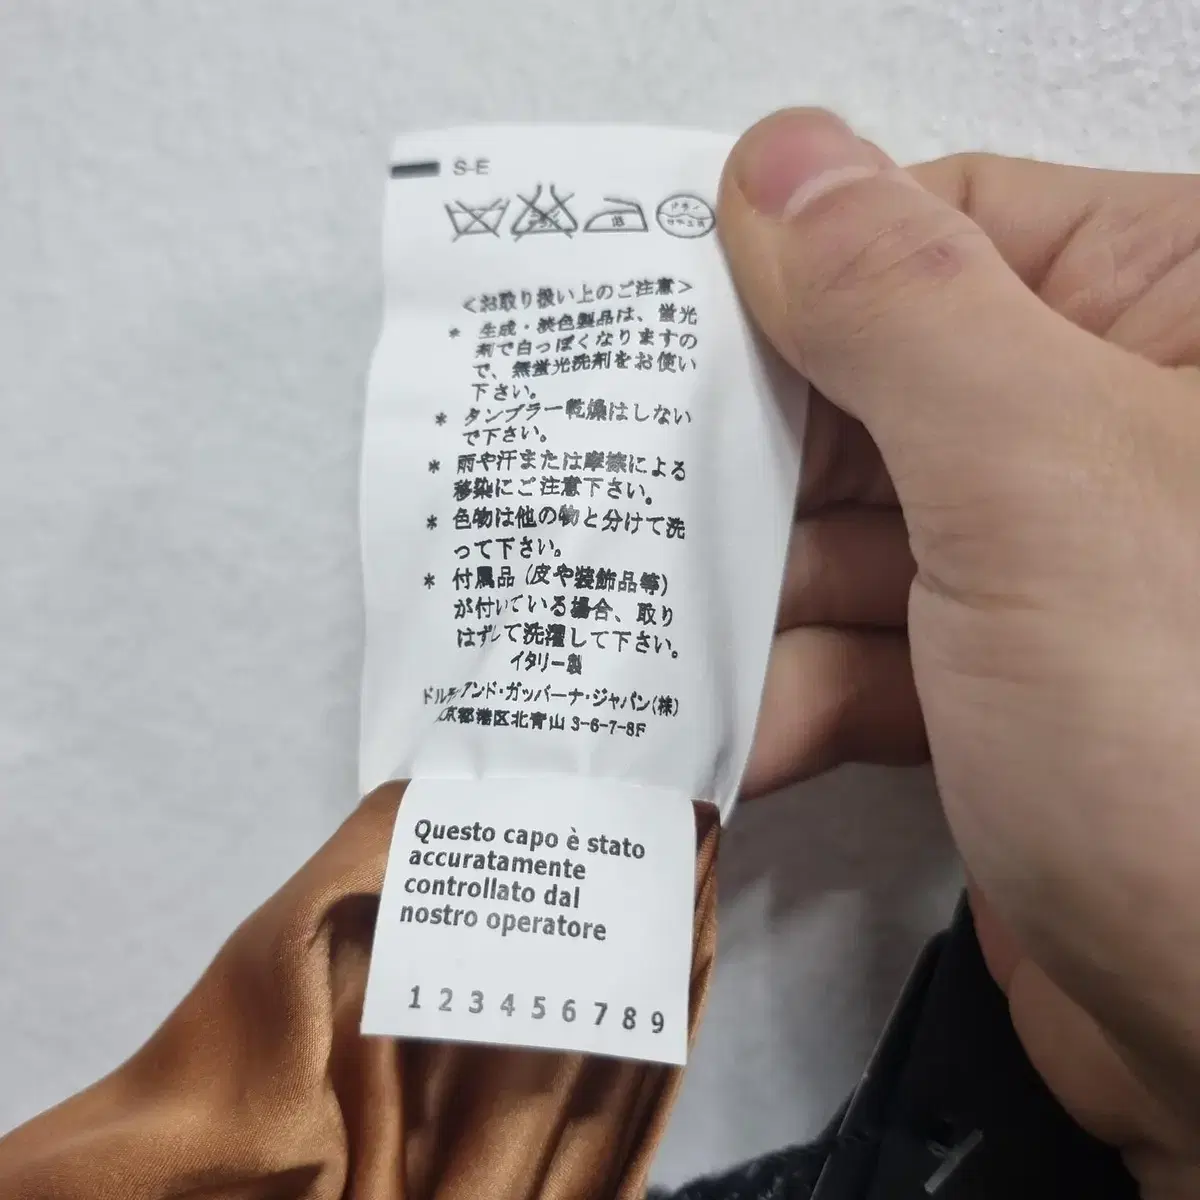 S-E
<お取り扱い上のご注意>
* 生成・淡色製品は、蛍光
剤で白っぽくなりますの
で、無蛍光洗剤をお使い
下さい。
* タンブラー乾燥はしない
で下さい。
* 雨や汗または摩擦による
移染にご注意下さい。
* 色物は他の物と分けて洗
って下さい。
* 付属品(皮や装飾品等)
が付いている場合、取り
はずして洗濯して下さい。
イタリー製
ドルチェアンド・ガッバーナ・ジャパン(株)
京都港区北青山 3-6-7-8F
Questo capo è stato
accuratamente
controllato dal
nostro operatore
1 2 3 4 5 6 7 8 9